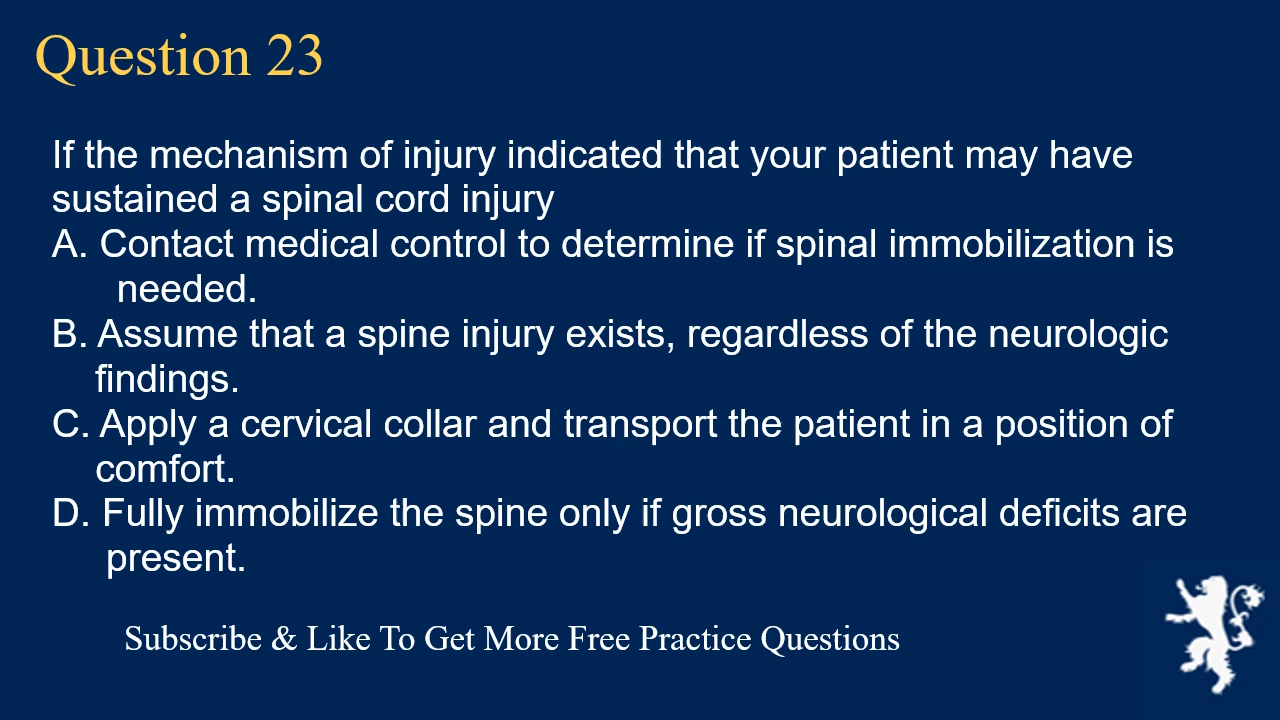 Question 23
If the mechanism of injury indicated that your patient may have
sustained a spinal cord injury
A. Contact medical control to determine if spinal immobilization is
needed.
B. Assume that a spine injury exists, regardless of the neurologic
findings.
C. Apply a cervical collar and transport the patient in a position of
comfort.
D. Fully immobilize the spine only if gross neurological deficits are
present.
Subscribe & Like To Get More Free Practice Questions